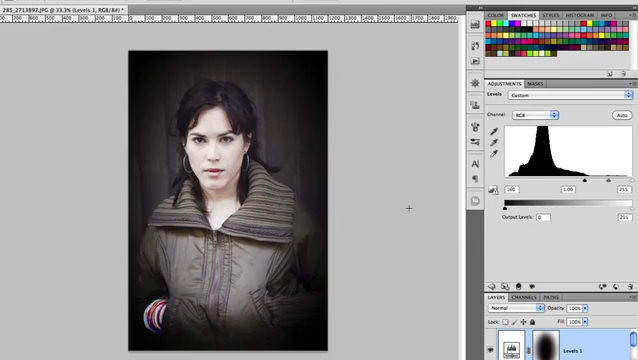 285_2713897.JPG @ 33.3% (Levels 1, RGB/8#) *
COLOR SWATCHES STYLES HISTOGRAM INFO
ADJUSTMENTS MASKS
Levels Custom
Channel: RGB Auto
160 1.00 255
Output Levels: 0 255
LAYERS CHANNELS PATHS
Normal Opacity: 100%
Lock: Fill: 100%
Levels 1